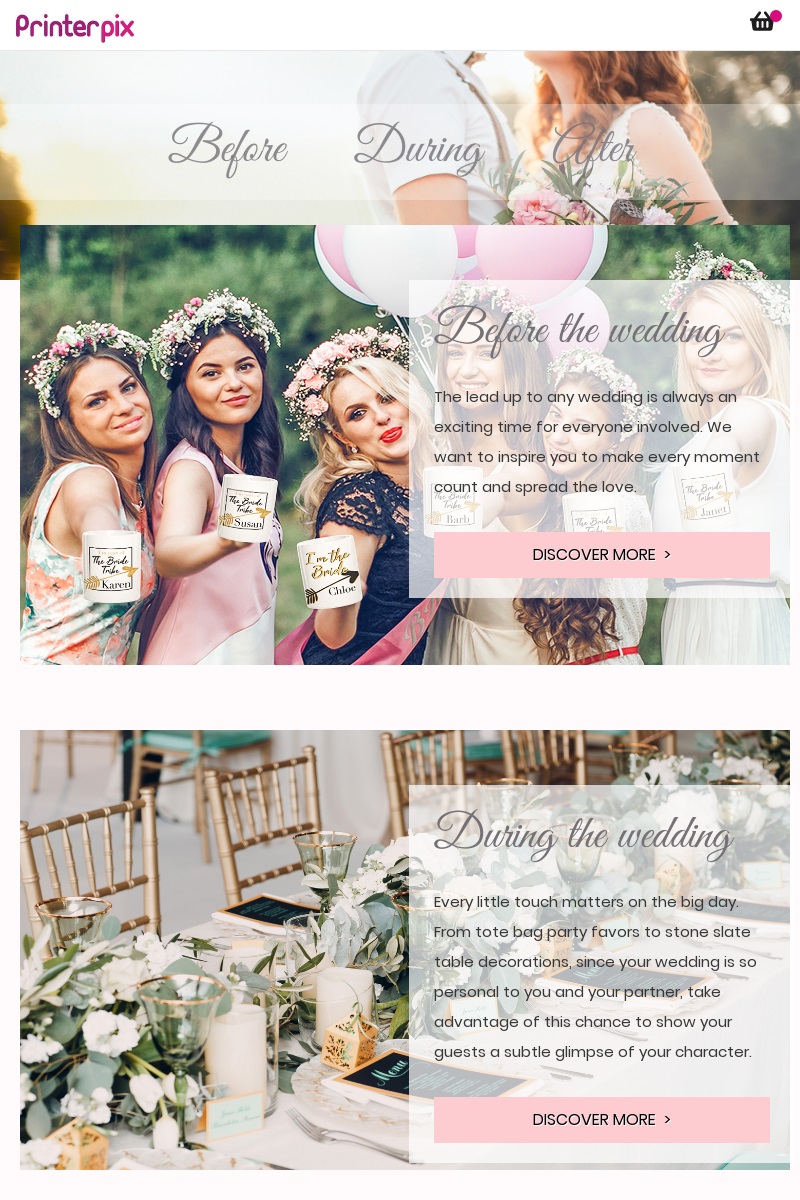 Printerpix
Before During After
Before the wedding
The lead up to any wedding is always an
exciting time for everyone involved. We
want to inspire you to make every moment
count and spread the love.
DISCOVER MORE >
The Bride
Tribe
Karen
The Bride
Tribe
Susan
I'm the
Bride
Chloe
The Bride
Tribe
Barb
The Bride
Tribe
The Bride
Tribe
Janet
During the wedding
Every little touch matters on the big day.
From tote bag party favors to stone slate
table decorations, since your wedding is so
personal to you and your partner, take
advantage of this chance to show your
guests a subtle glimpse of your character.
DISCOVER MORE >
Menu